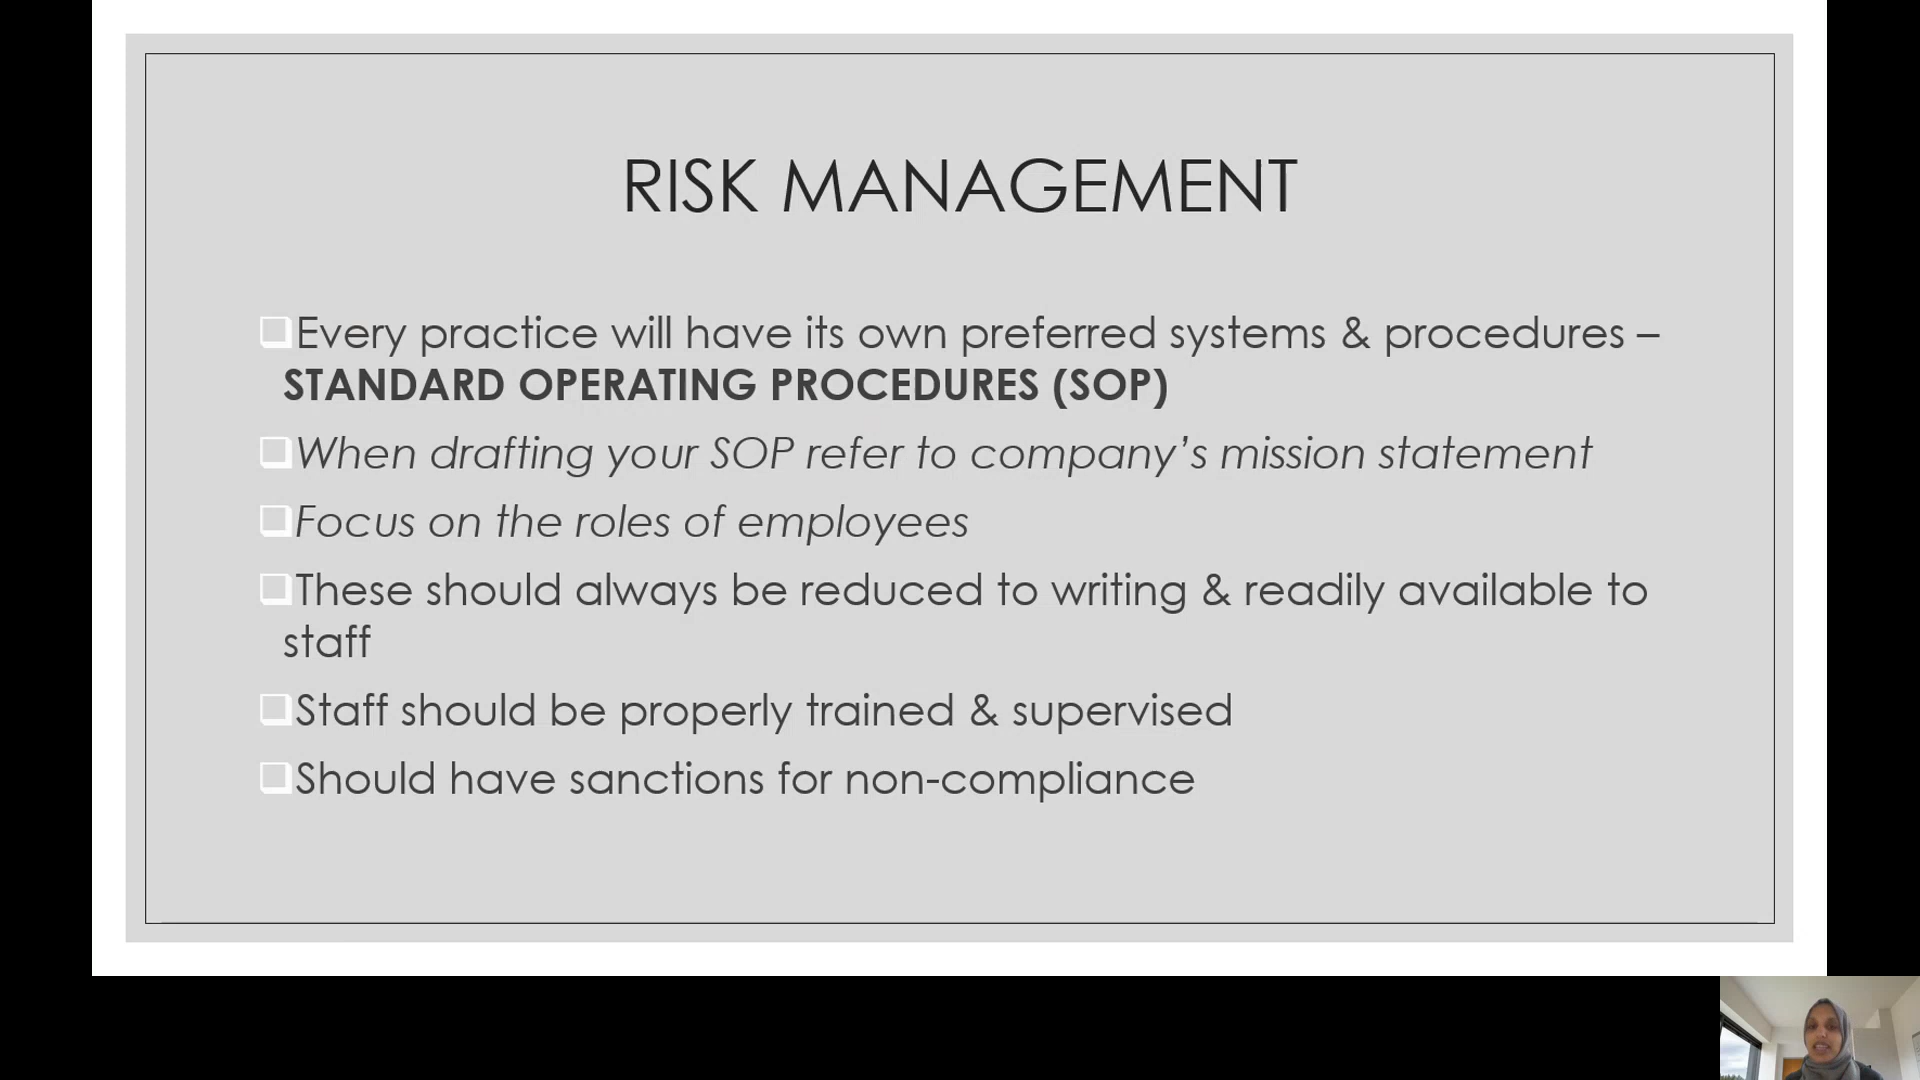 RISK MANAGEMENT
Every practice will have its own preferred systems & procedures –
STANDARD OPERATING PROCEDURES (SOP)
When drafting your SOP refer to company’s mission statement
Focus on the roles of employees
These should always be reduced to writing & readily available to
staff
Staff should be properly trained & supervised
Should have sanctions for non-compliance